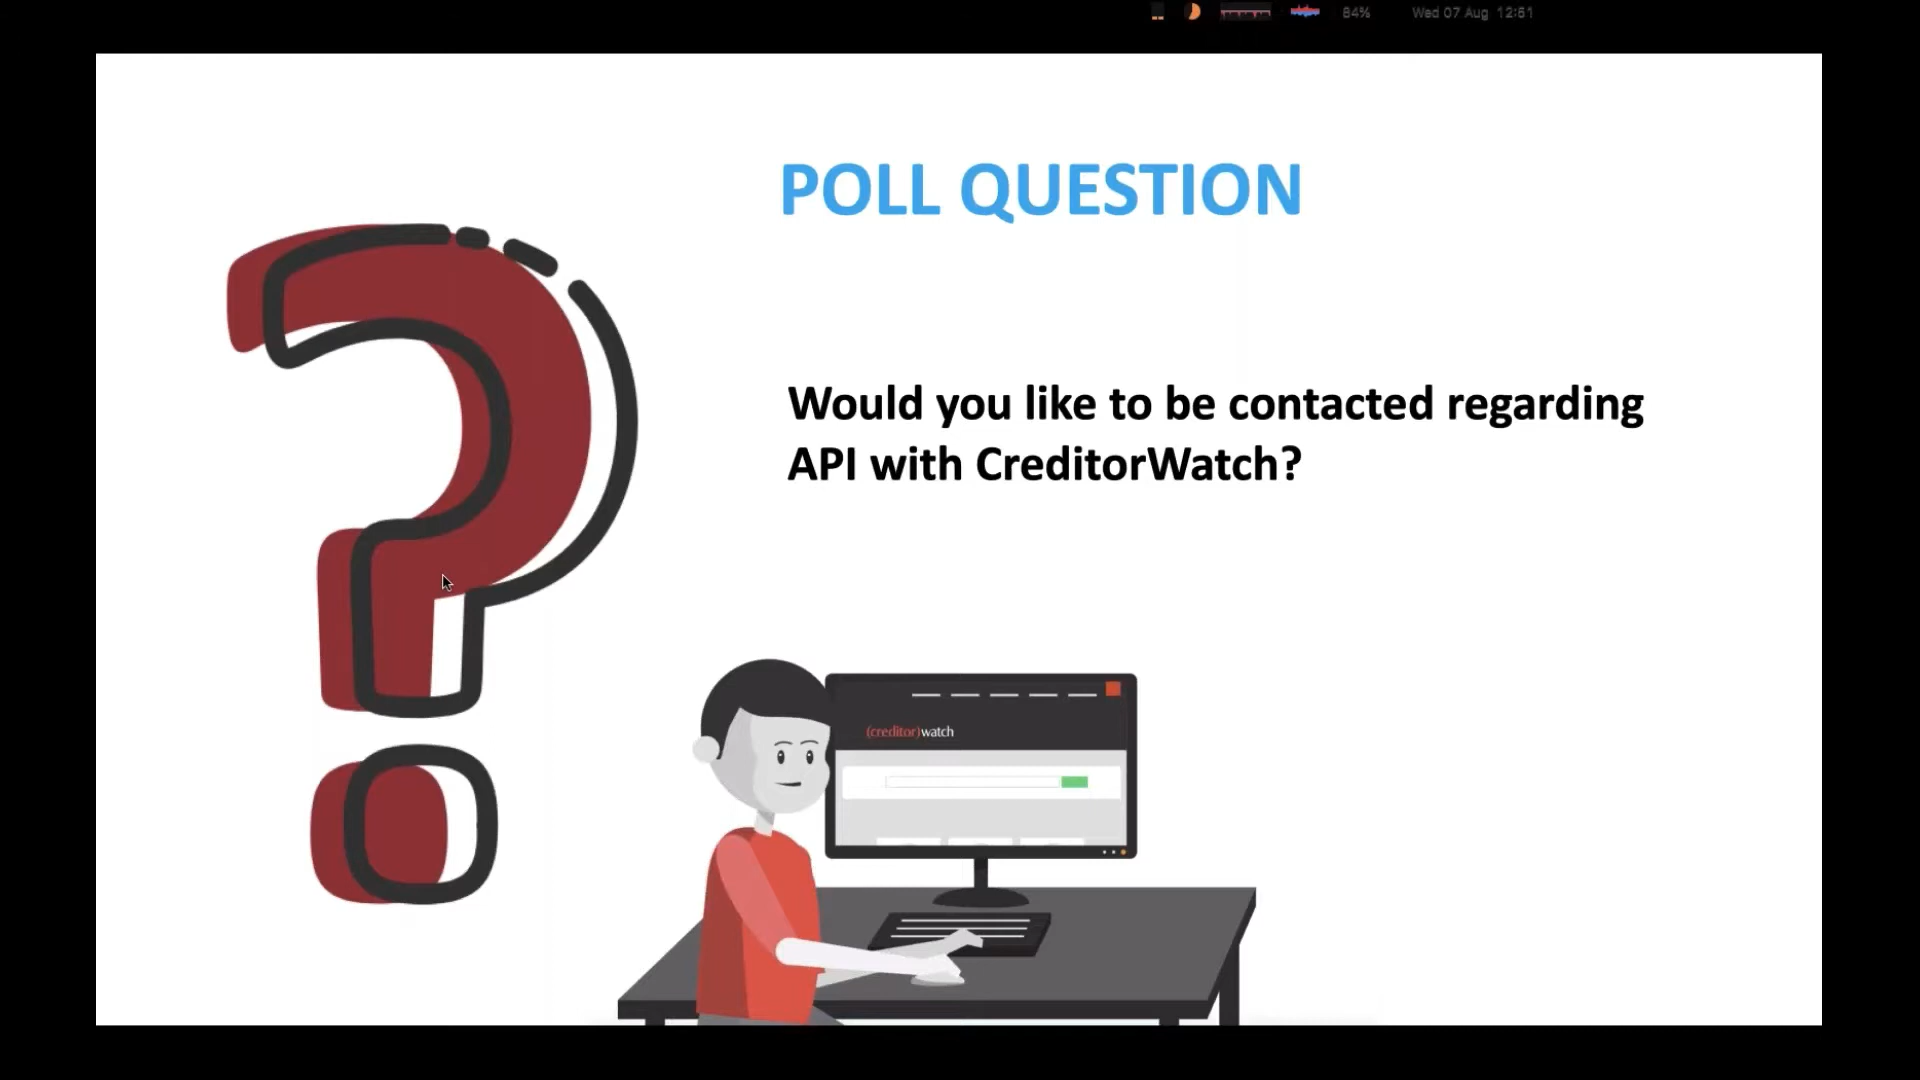 84% Wed 07 Aug 12:51
POLL QUESTION
Would you like to be contacted regarding
API with CreditorWatch?
(creditor)watch